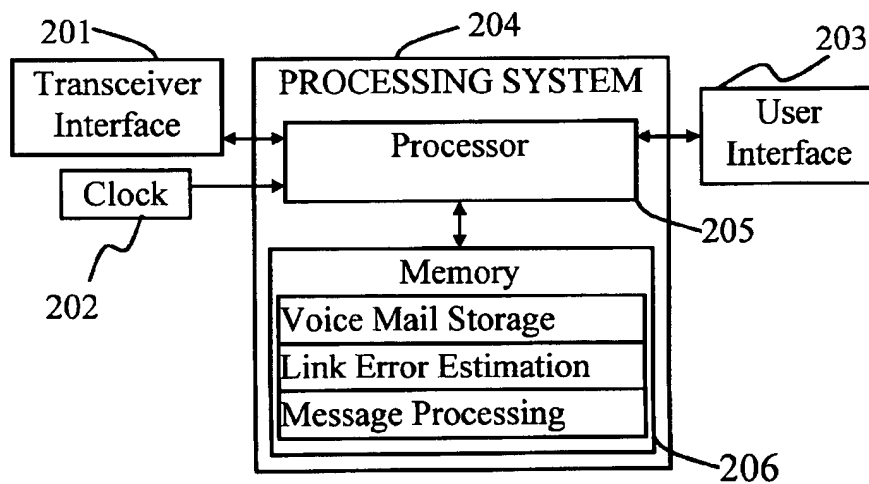 201
204
203
Transceiver
Interface
PROCESSING SYSTEM
User
Interface
Processor
Clock
205
202
Memory
Voice Mail Storage
Link Error Estimation
Message Processing
206